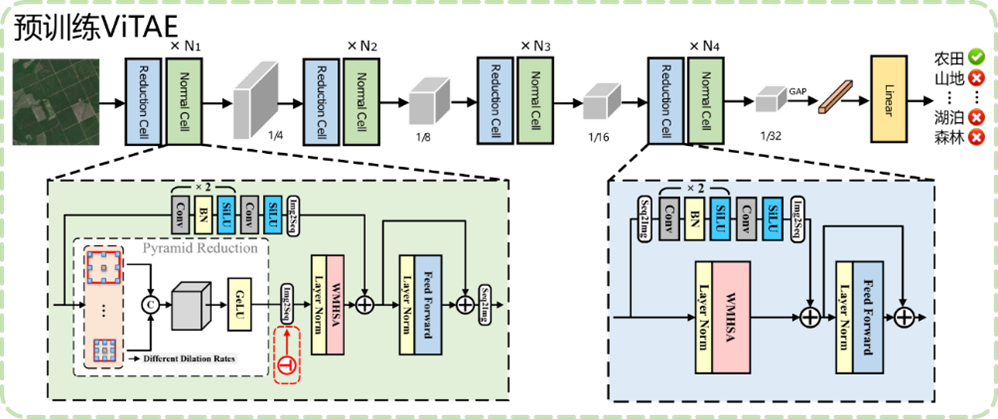 预训练ViTAE
× N1
× N2
× N3
× N4
Reduction Cell
Normal Cell
1/4
Reduction Cell
Normal Cell
1/8
Reduction Cell
Normal Cell
1/16
Reduction Cell
Normal Cell
1/32
GAP
Linear
农田
山地
...
...
湖泊
森林
× 2
Conv
BN
SiLU
Conv
SiLU
Img2Seq
Pyramid Reduction
...
C
GeLU
Different Dilation Rates
Img2Seq
T
Layer Norm
WMHSA
Layer Norm
Feed Forward
Seq2Img
× 2
Seq2Img
Conv
BN
SiLU
Conv
SiLU
Img2Seq
Layer Norm
WMHSA
Layer Norm
Feed Forward